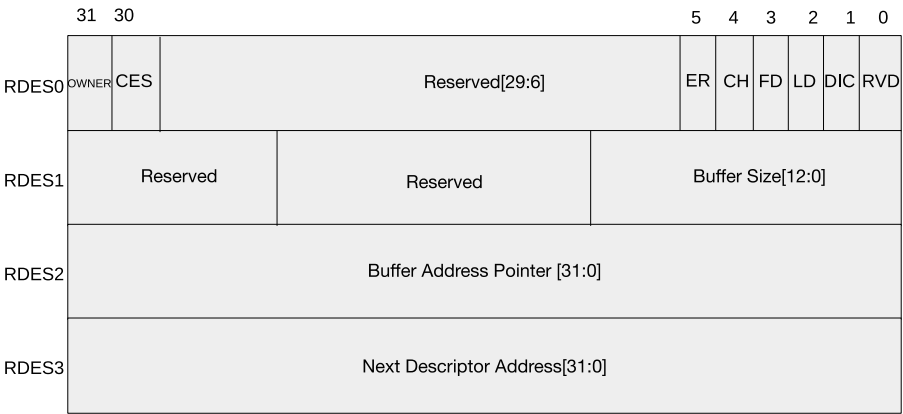 31 30 5 4 3 2 1 0
RDES0 OWNER CES Reserved[29:6] ER CH FD LD DIC RVD
RDES1 Reserved Reserved Buffer Size[12:0]
RDES2 Buffer Address Pointer [31:0]
RDES3 Next Descriptor Address[31:0]